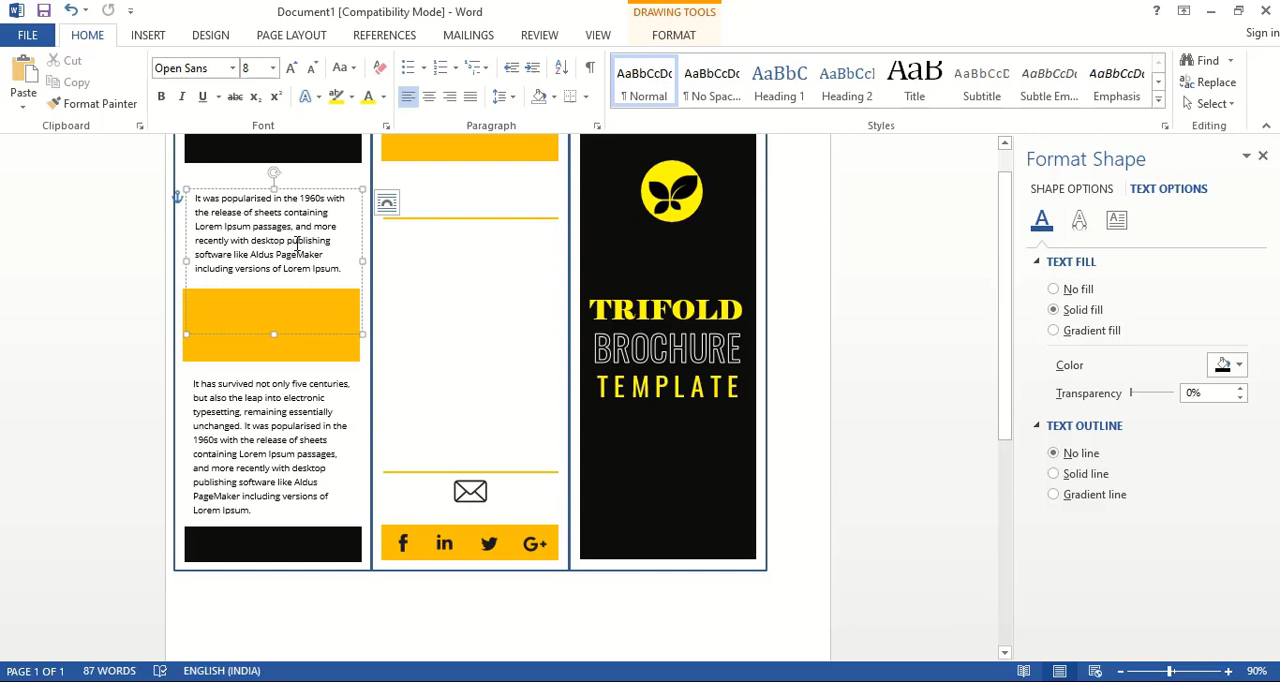 Document1 [Compatibility Mode] - Word
DRAWING TOOLS
?
FILE
HOME
INSERT
DESIGN
PAGE LAYOUT
REFERENCES
MAILINGS
REVIEW
VIEW
FORMAT
Sign in
Paste
Cut
Copy
Format Painter
Clipboard
Open Sans
8
Font
Paragraph
AaBbCcDc
¶ Normal
AaBbCcDc
¶ No Spac...
AaBbC
Heading 1
AaBbCcI
Heading 2
AaB
Title
AaBbCcD
Subtitle
AaBbCcDc
Subtle Em...
AaBbCcDc
Emphasis
Styles
Find
Replace
Select
Editing
It was popularised in the 1960s with
the release of sheets containing
Lorem Ipsum passages, and more
recently with desktop publishing
software like Aldus PageMaker
including versions of Lorem Ipsum.
It has survived not only five centuries,
but also the leap into electronic
typesetting, remaining essentially
unchanged. It was popularised in the
1960s with the release of sheets
containing Lorem Ipsum passages,
and more recently with desktop
publishing software like Aldus
PageMaker including versions of
Lorem Ipsum.
f in G+
TRIFOLD
BROCHURE
TEMPLATE
Format Shape
SHAPE OPTIONS
TEXT OPTIONS
TEXT FILL
No fill
Solid fill
Gradient fill
Color
Transparency
0%
TEXT OUTLINE
No line
Solid line
Gradient line
PAGE 1 OF 1
87 WORDS
ENGLISH (INDIA)
90%